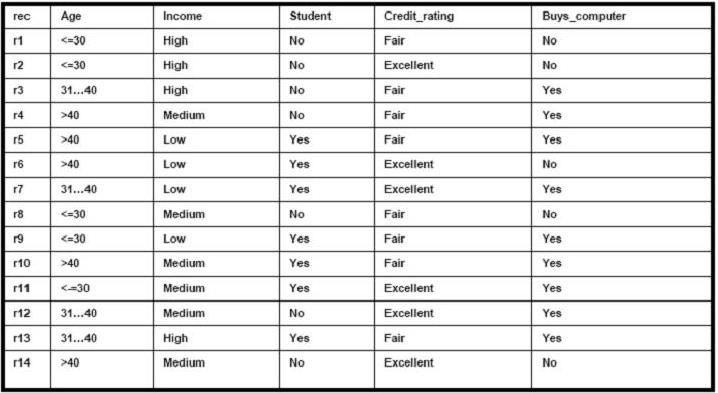 rec Age Income Student Credit_rating Buys_computer
r1 <=30 High No Fair No
r2 <=30 High No Excellent No
r3 31...40 High No Fair Yes
r4 >40 Medium No Fair Yes
r5 >40 Low Yes Fair Yes
r6 >40 Low Yes Excellent No
r7 31...40 Low Yes Excellent Yes
r8 <=30 Medium No Fair No
r9 <=30 Low Yes Fair Yes
r10 >40 Medium Yes Fair Yes
r11 <-=30 Medium Yes Excellent Yes
r12 31...40 Medium No Excellent Yes
r13 31...40 High Yes Fair Yes
r14 >40 Medium No Excellent No